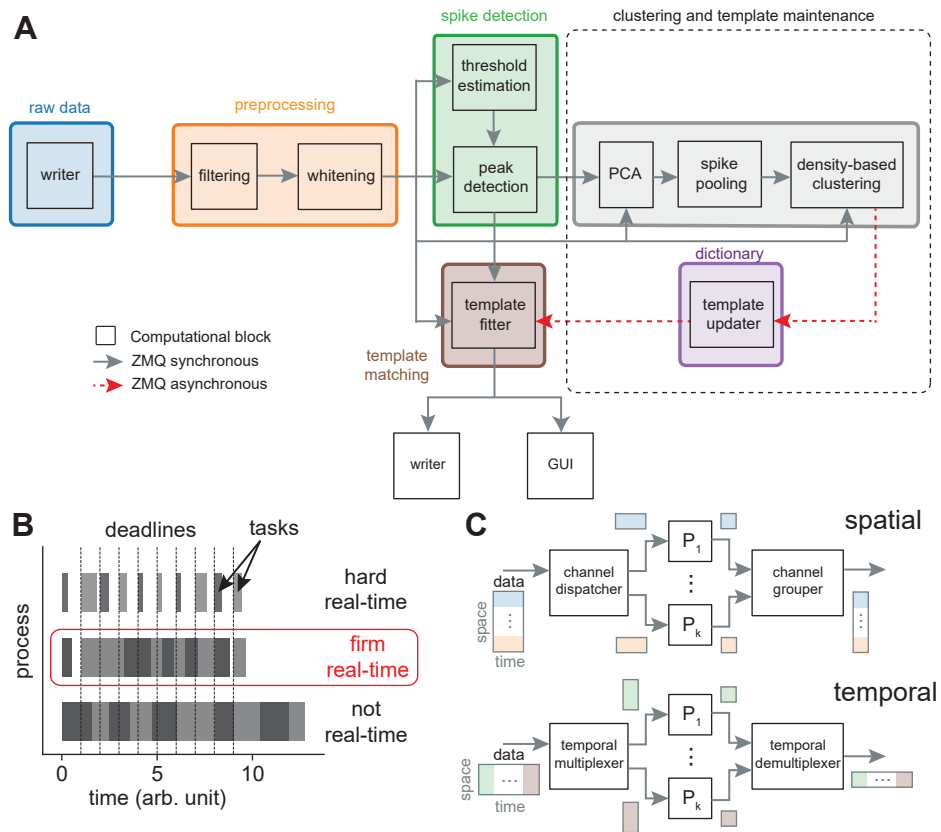 A
spike detection
clustering and template maintenance
threshold
estimation
raw data
preprocessing
writer
filtering
whitening
peak
detection
PCA
spike
pooling
density-based
clustering
dictionary
template
fitter
template
updater
Computational block
ZMQ synchronous
ZMQ asynchronous
template
matching
writer
GUI
B
deadlines
tasks
process
hard
real-time
firm
real-time
not
real-time
0
5
10
time (arb. unit)
C
spatial
data
space
time
channel
dispatcher
P1
Pk
channel
grouper
temporal
data
space
time
temporal
multiplexer
P1
Pk
temporal
demultiplexer